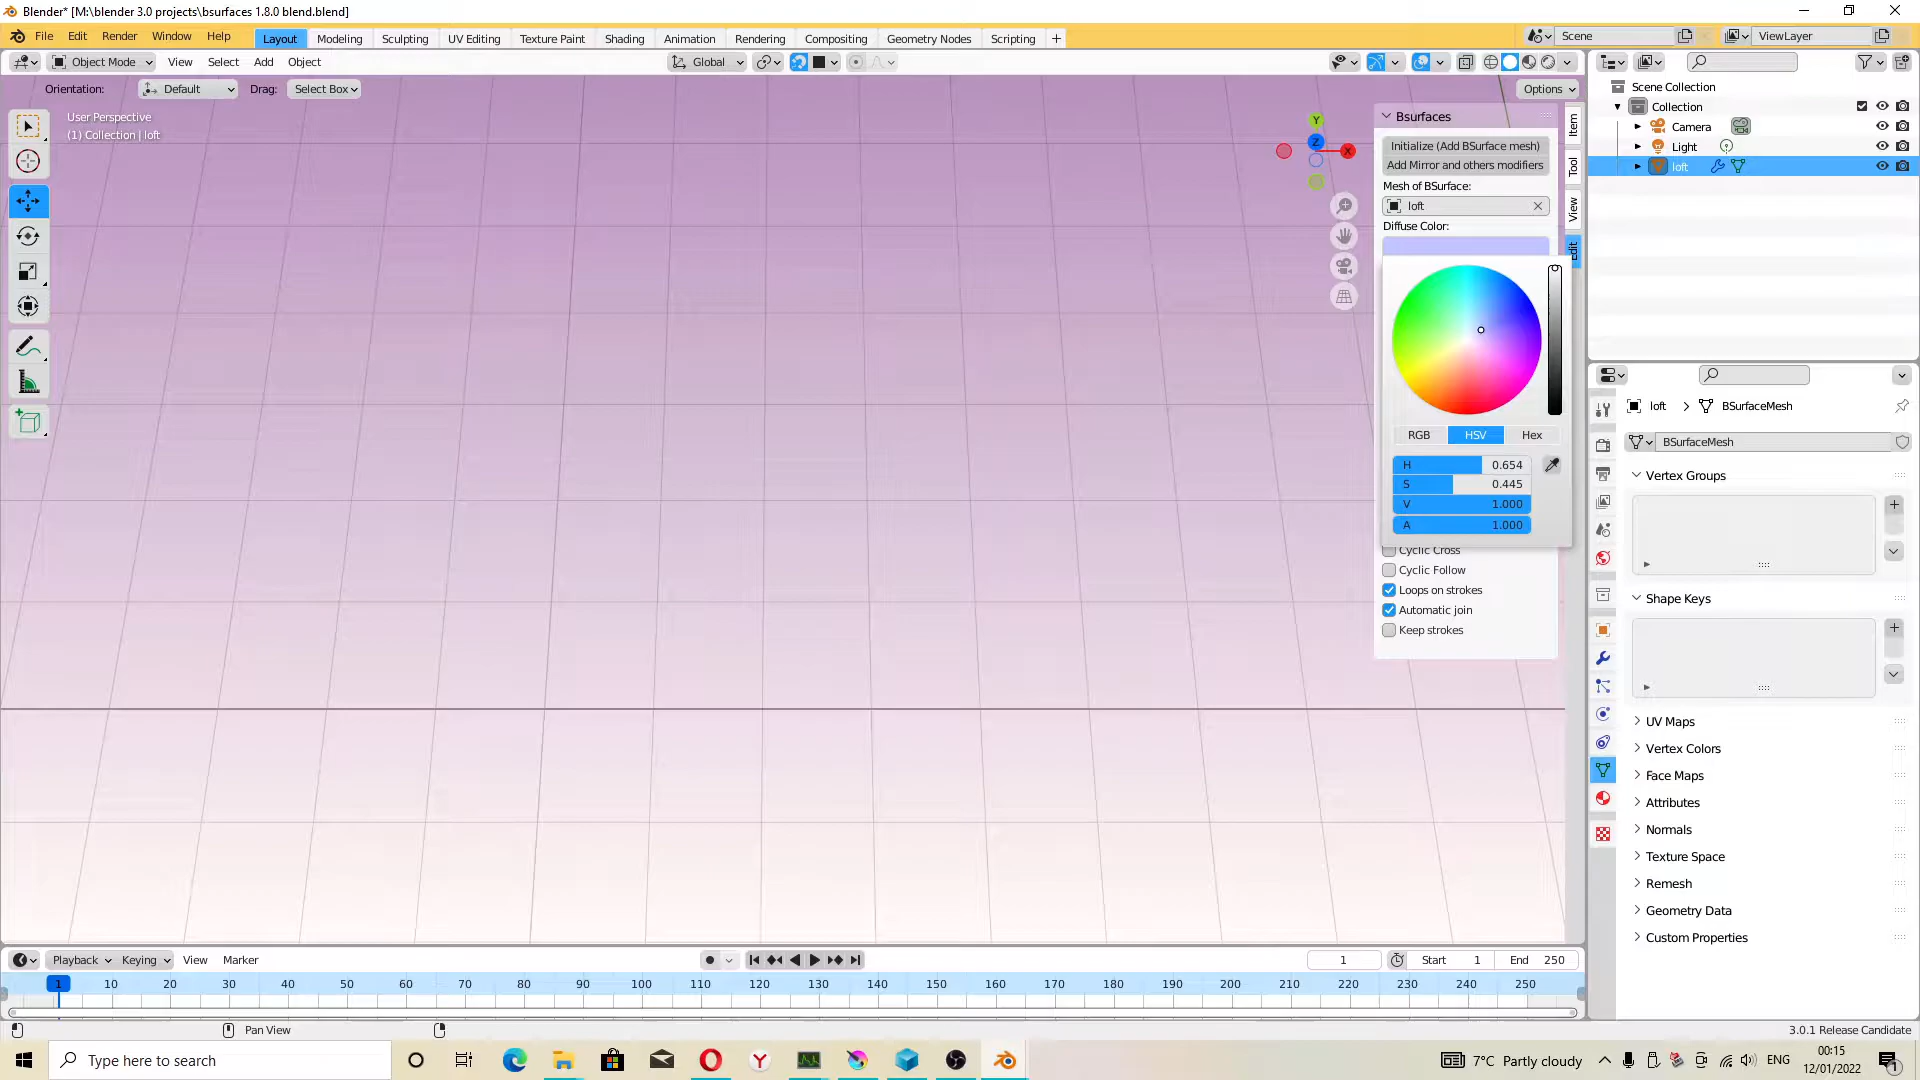 Blender* [M:\blender 3.0 projects\bsurfaces 1.8.0 blend.blend]
File Edit Render Window Help Layout Modeling Sculpting UV Editing Texture Paint Shading Animation Rendering Compositing Geometry Nodes Scripting + Scene ViewLayer
Object Mode View Select Add Object Global
Orientation: Default Drag: Select Box Options
User Perspective
(1) Collection | loft
Y
Z
X
Bsurfaces
Initialize (Add BSurface mesh)
Add Mirror and others modifiers
Mesh of BSurface:
loft
Diffuse Color:
RGB HSV Hex
H 0.654
S 0.445
V 1.000
A 1.000
Cyclic Cross
Cyclic Follow
Loops on strokes
Automatic join
Keep strokes
Item
Tool
View
Edit
Scene Collection
Collection
Camera
Light
loft
loft > BSurfaceMesh
BSurfaceMesh
Vertex Groups
Shape Keys
UV Maps
Vertex Colors
Face Maps
Attributes
Normals
Texture Space
Remesh
Geometry Data
Custom Properties
Playback Keying View Marker 1 Start 1 End 250
1 10 20 30 40 50 60 70 80 90 100 110 120 130 140 150 160 170 180 190 200 210 220 230 240 250
Pan View
3.0.1 Release Candidate
Type here to search
7°C Partly cloudy
ENG
00:15
12/01/2022
1